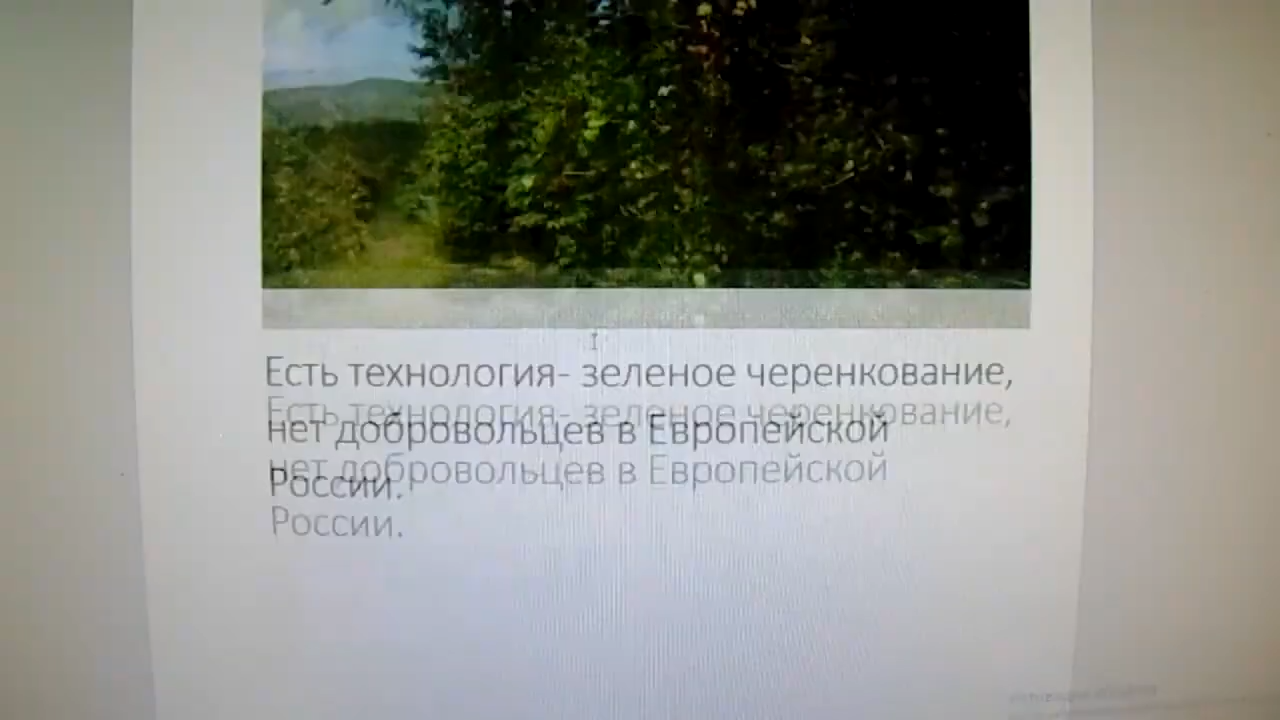 Есть технология- зеленое черенкование,
нет добровольцев в Европейской
России.